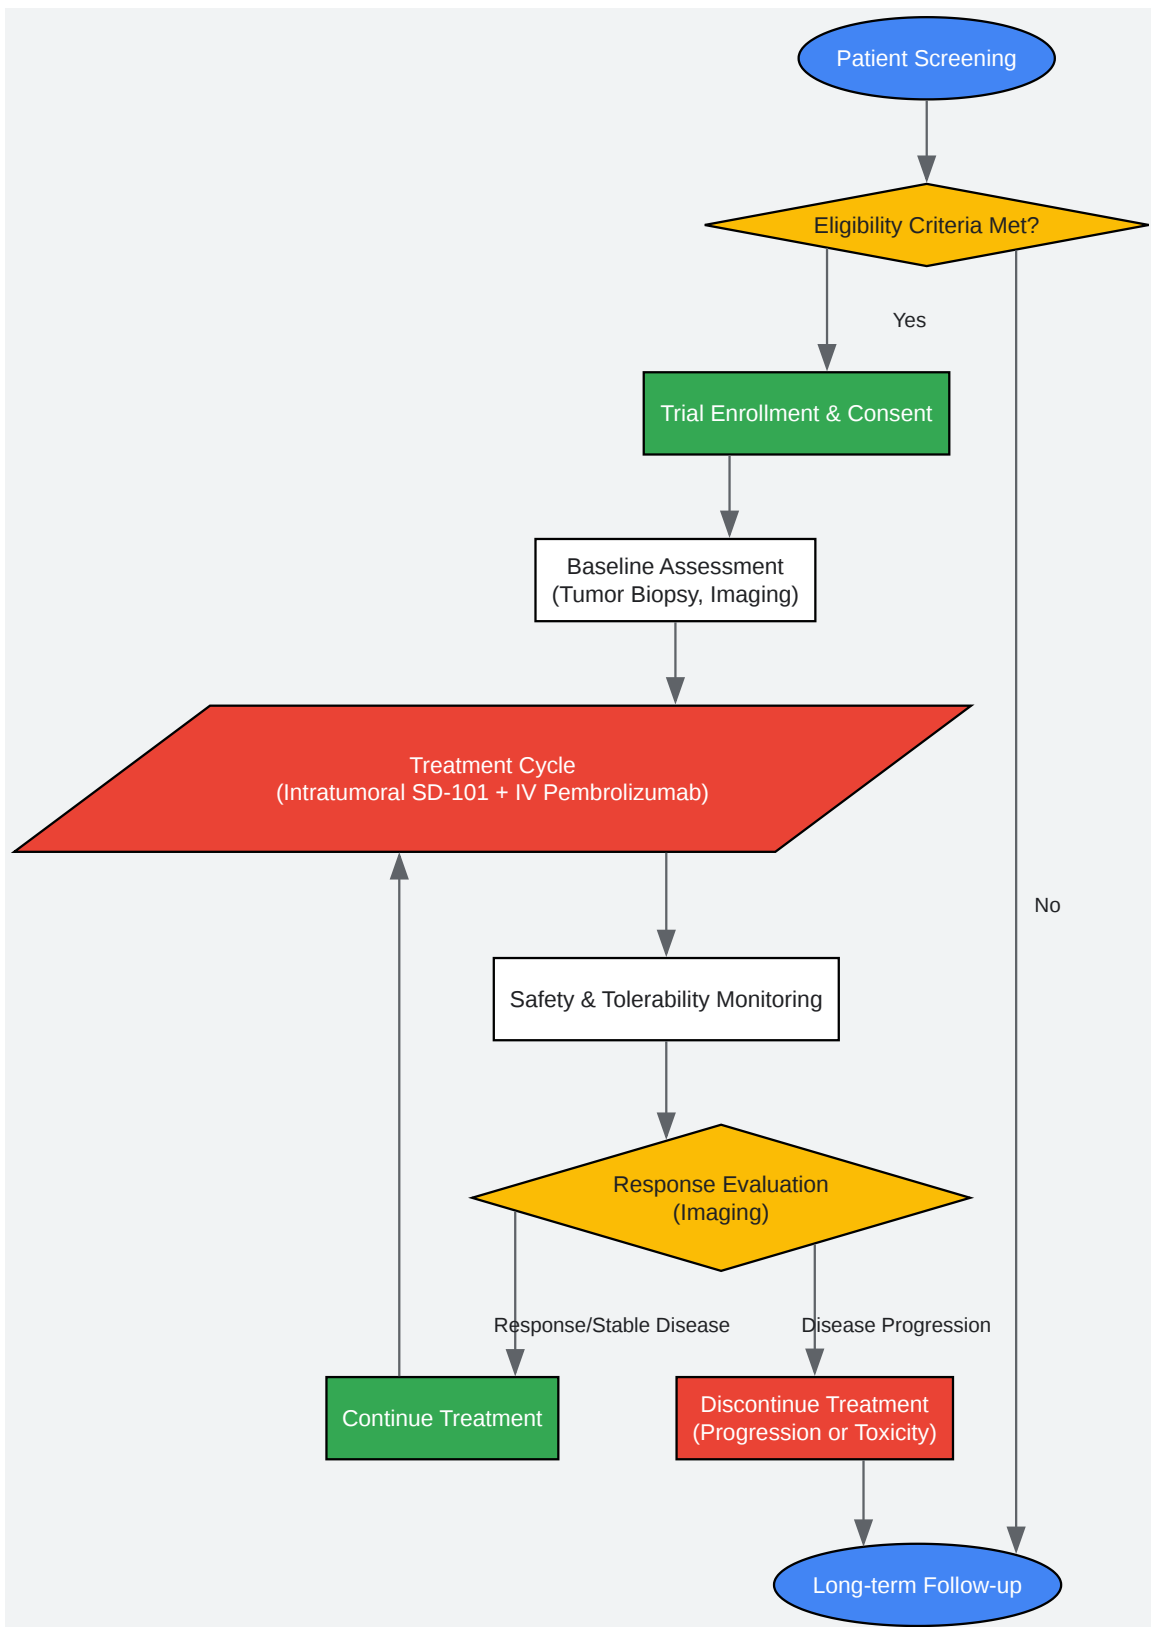 Patient Screening
Eligibility Criteria Met?
Yes
Trial Enrollment & Consent
Baseline Assessment
(Tumor Biopsy, Imaging)
Treatment Cycle
(Intratumoral SD-101 + IV Pembrolizumab)
No
Safety & Tolerability Monitoring
Response Evaluation
(Imaging)
Response/Stable Disease
Disease Progression
Continue Treatment
Discontinue Treatment
(Progression or Toxicity)
Long-term Follow-up